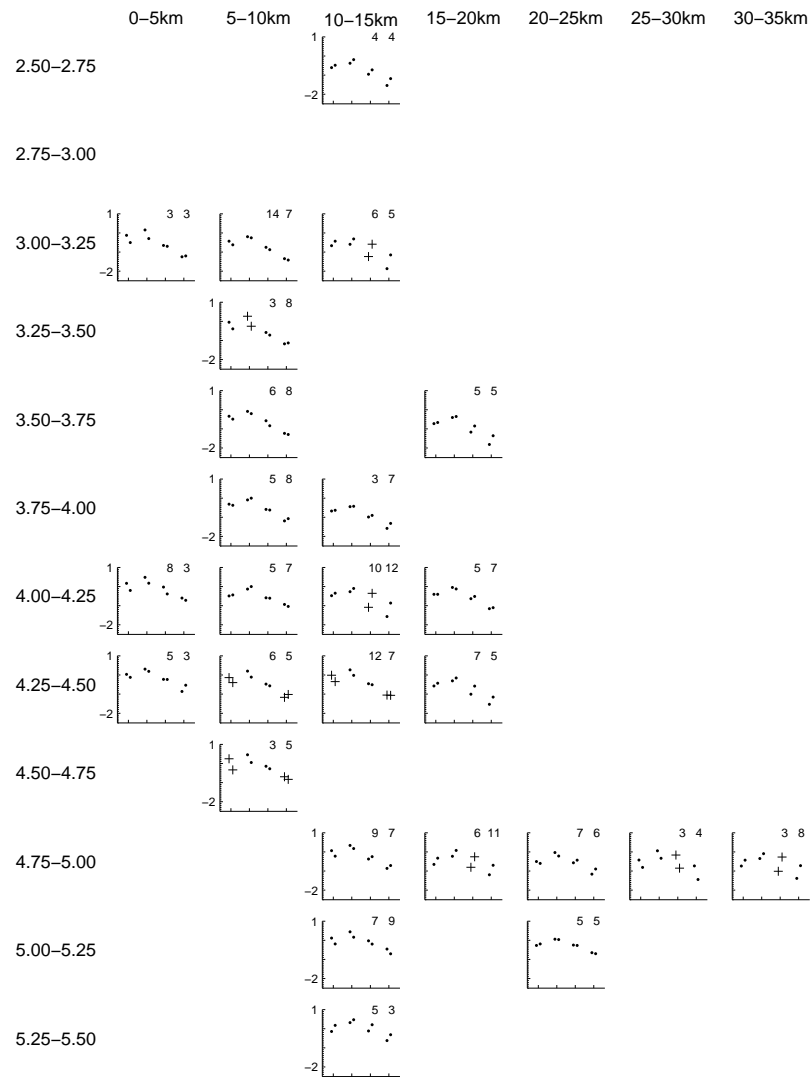 0–5km 5–10km 10–15km 15–20km 20–25km 25–30km 30–35km
1 4 4
2.50–2.75
–2
2.75–3.00
1 3 3 14 7 6 5
3.00–3.25
–2
1 3 8
3.25–3.50
–2
1 6 8 1 5 5
3.50–3.75
–2 –2
1 5 8 3 7
3.75–4.00
–2
1 8 3 5 7 10 12 5 7
4.00–4.25
–2
1 5 3 6 5 12 7 7 5
4.25–4.50
–2
1 3 5
4.50–4.75
–2
1 9 7 6 11 7 6 3 4 3 8
4.75–5.00
–2
1 7 9 1 5 5
5.00–5.25
–2 –2
1 5 3
5.25–5.50
–2